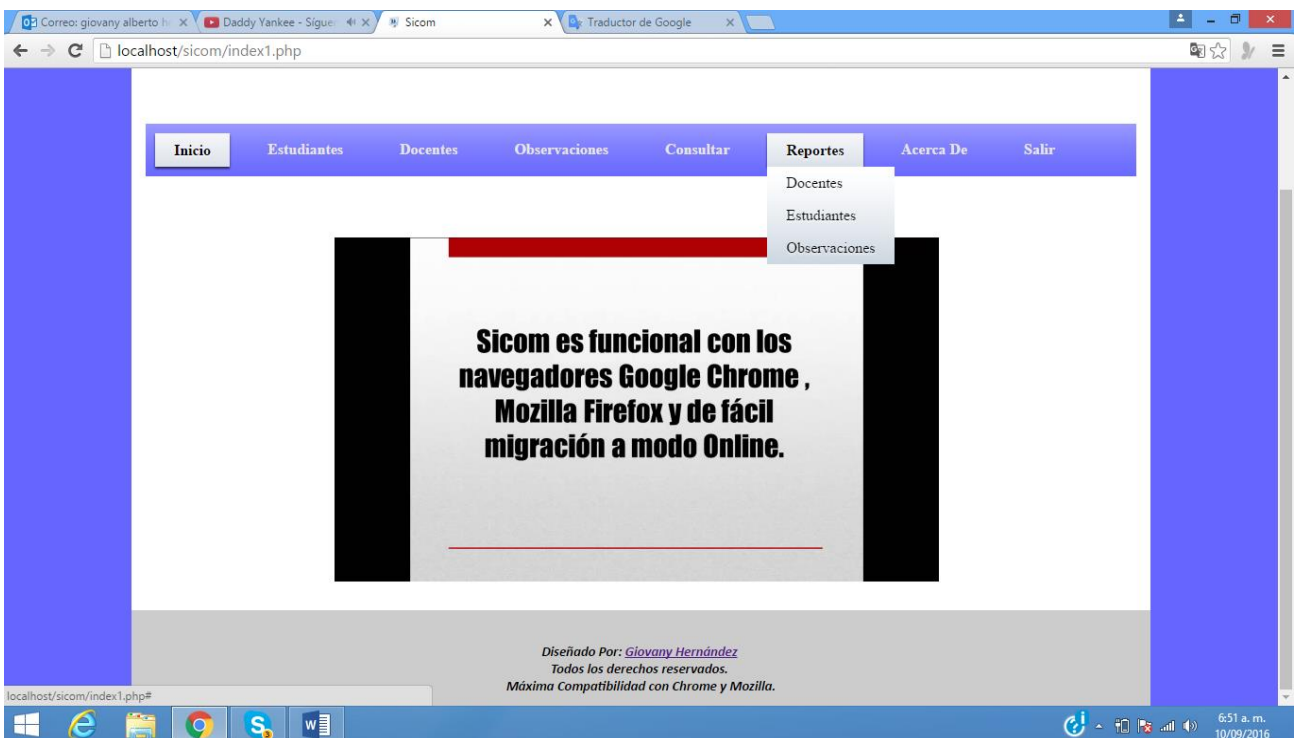 Correo: giovany alberto h
Daddy Yankee - Sígue
Sicom
Traductor de Google
localhost/sicom/index1.php
Inicio Estudiantes Docentes Observaciones Consultar Reportes Acerca De Salir
Docentes
Estudiantes
Observaciones
Sicom es funcional con los
navegadores Google Chrome ,
Mozilla Firefox y de fácil
migración a modo Online.
Diseñado Por: Giovany Hernández
Todos los derechos reservados.
Máxima Compatibilidad con Chrome y Mozilla.
localhost/sicom/index1.php#
6:51 a. m.
10/09/2016